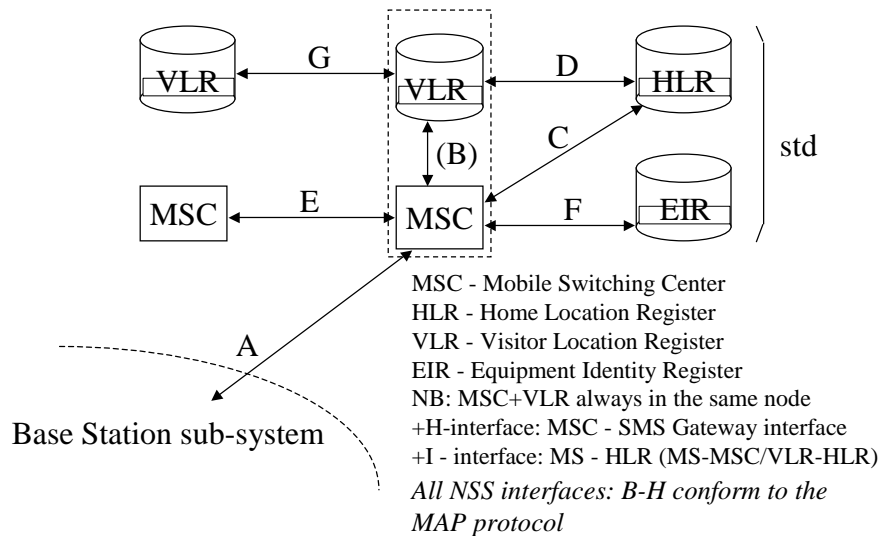 VLR
G
VLR
D
HLR
(B)
C
std
MSC
E
MSC
F
EIR
MSC - Mobile Switching Center
HLR - Home Location Register
VLR - Visitor Location Register
EIR - Equipment Identity Register
NB: MSC+VLR always in the same node
+H-interface: MSC - SMS Gateway interface
+I - interface: MS - HLR (MS-MSC/VLR-HLR)
All NSS interfaces: B-H conform to the
MAP protocol
A
Base Station sub-system